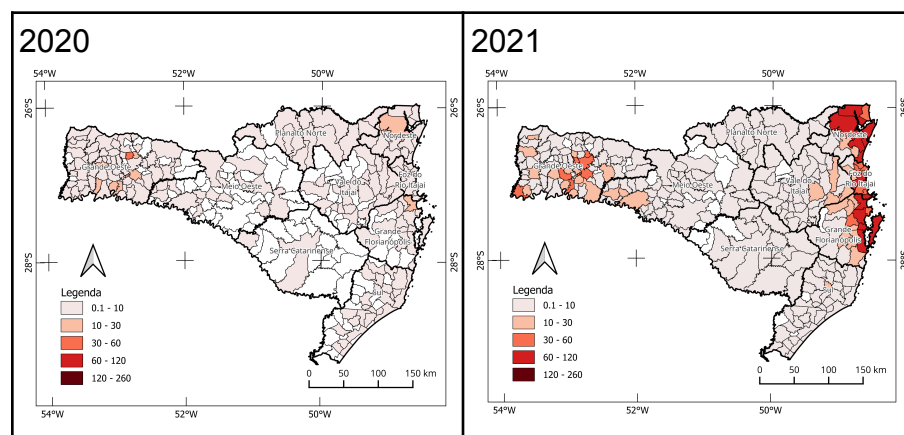 2020
54°W
52°W
50°W
26°S
26°S
Planalto Norte
Nordeste
Grande Oeste
Meio Oeste
Vale do
Itajaí
Foz do
Rio Itajaí
Grande
Florianópolis
Serra Catarinense
Sul
28°S
28°S
Legenda
0.1 - 10
10 - 30
30 - 60
60 - 120
120 - 260
0 50 100 150 km
54°W
52°W
50°W
2021
54°W
52°W
50°W
26°S
26°S
Planalto Norte
Nordeste
Grande Oeste
Meio Oeste
Vale do
Itajaí
Foz do
Rio Itajaí
Grande
Florianópolis
Serra Catarinense
Sul
28°S
28°S
Legenda
0.1 - 10
10 - 30
30 - 60
60 - 120
120 - 260
0 50 100 150 km
54°W
52°W
50°W